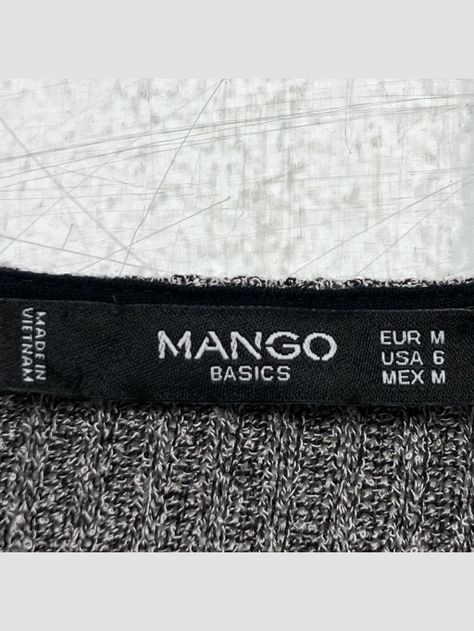 MADE IN
VIETNAM
MANGO
BASICS
EUR M
USA 6
MEX M